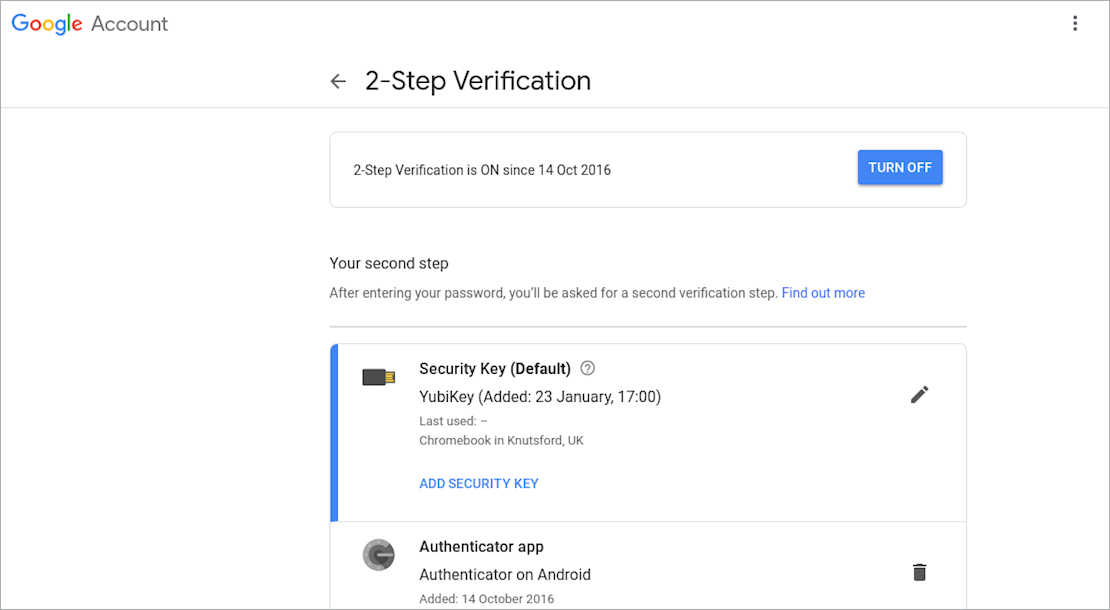 Google Account
2-Step Verification
2-Step Verification is ON since 14 Oct 2016
TURN OFF
Your second step
After entering your password, you'll be asked for a second verification step. Find out more
Security Key (Default)
YubiKey (Added: 23 January, 17:00)
Last used: –
Chromebook in Knutsford, UK
ADD SECURITY KEY
Authenticator app
Authenticator on Android
Added: 14 October 2016